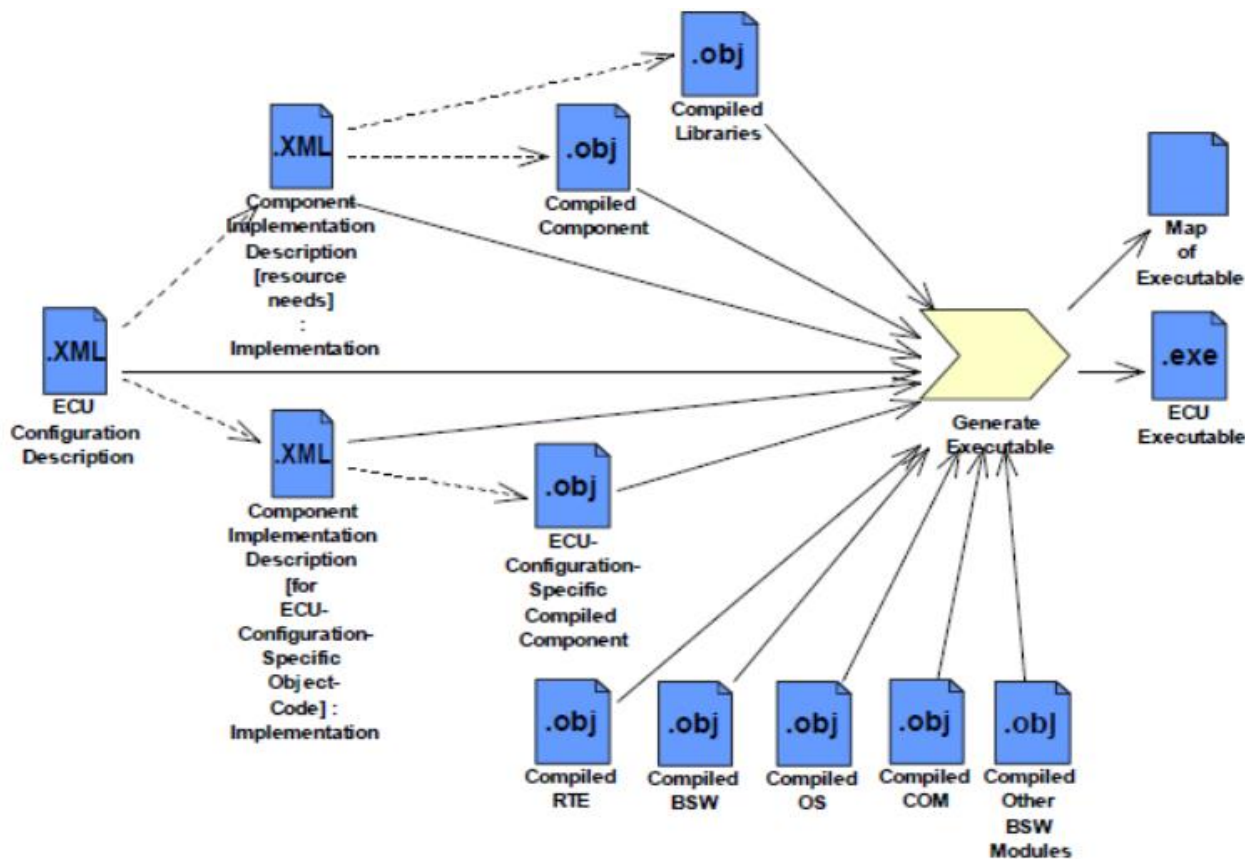 .obj
Compiled
Libraries
.XML
Component
Implementation
Description
[resource
needs]
:
Implementation
.obj
Compiled
Component
Map
of
Executable
.XML
ECU
Configuration
Description
.exe
ECU
Executable
Generate
Executable
.XML
Component
Implementation
Description
[for
ECU-
Configuration-
Specific
Object-
Code] :
Implementation
.obj
ECU-
Configuration-
Specific
Compiled
Component
.obj
Compiled
RTE
.obj
Compiled
BSW
.obj
Compiled
OS
.obj
Compiled
COM
.obj
Compiled
Other
BSW
Modules